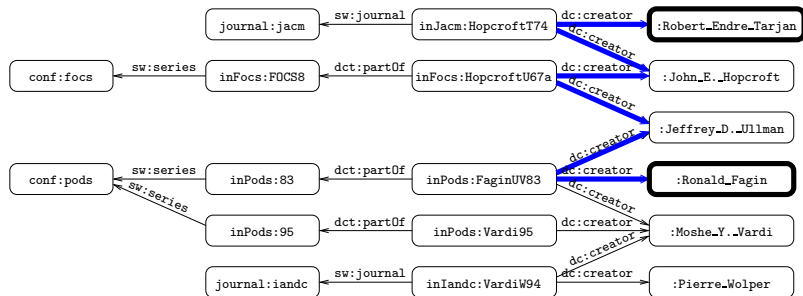 journal:jacm sw:journal inJacm:HopcroftT74 dc:creator :Robert_Endre_Tarjan
dc:creator
conf:focs sw:series inFocs:FOCS8 dct:partOf inFocs:HopcroftU67a dc:creator :John_E._Hopcroft
dc:creator
:Jeffrey_D._Ullman
dc:creator
conf:pods sw:series inPods:83 dct:partOf inPods:FaginUV83 dc:creator :Ronald_Fagin
sw:series dc:creator
inPods:95 dct:partOf inPods:Vardi95 dc:creator :Moshe_Y._Vardi
dc:creator
journal:iandc sw:journal inIandc:VardiW94 dc:creator :Pierre_Wolper